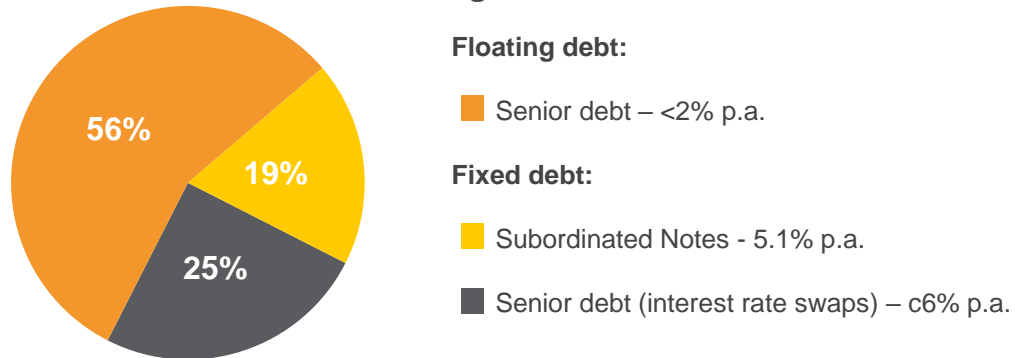 Floating debt:
56%
Senior debt – <2% p.a.
19%
Fixed debt:
Subordinated Notes - 5.1% p.a.
25%
Senior debt (interest rate swaps) – c6% p.a.